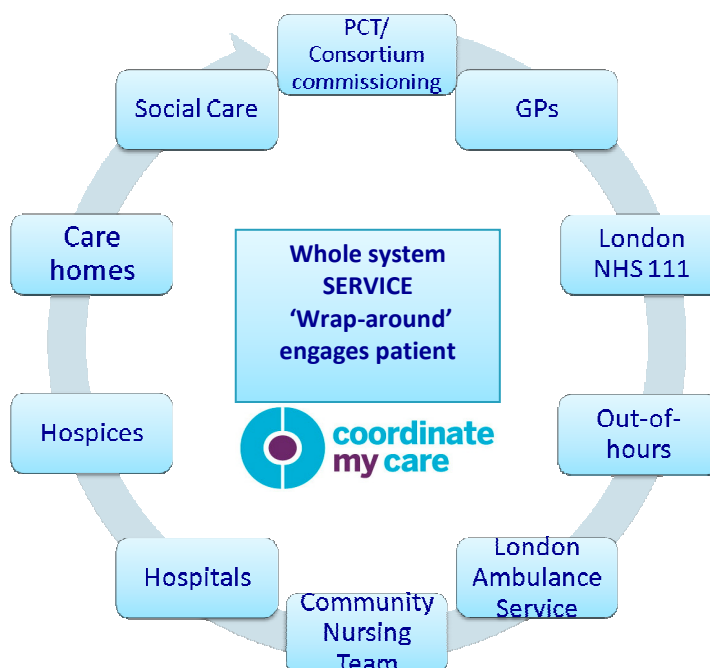 PCT/
Consortium
commissioning
GPs
London
NHS 111
Out-of-
hours
London
Ambulance
Service
Community
Nursing
Team
Hospitals
Hospices
Care
homes
Social Care
Whole system
SERVICE
‘Wrap-around’
engages patient
coordinate
my care